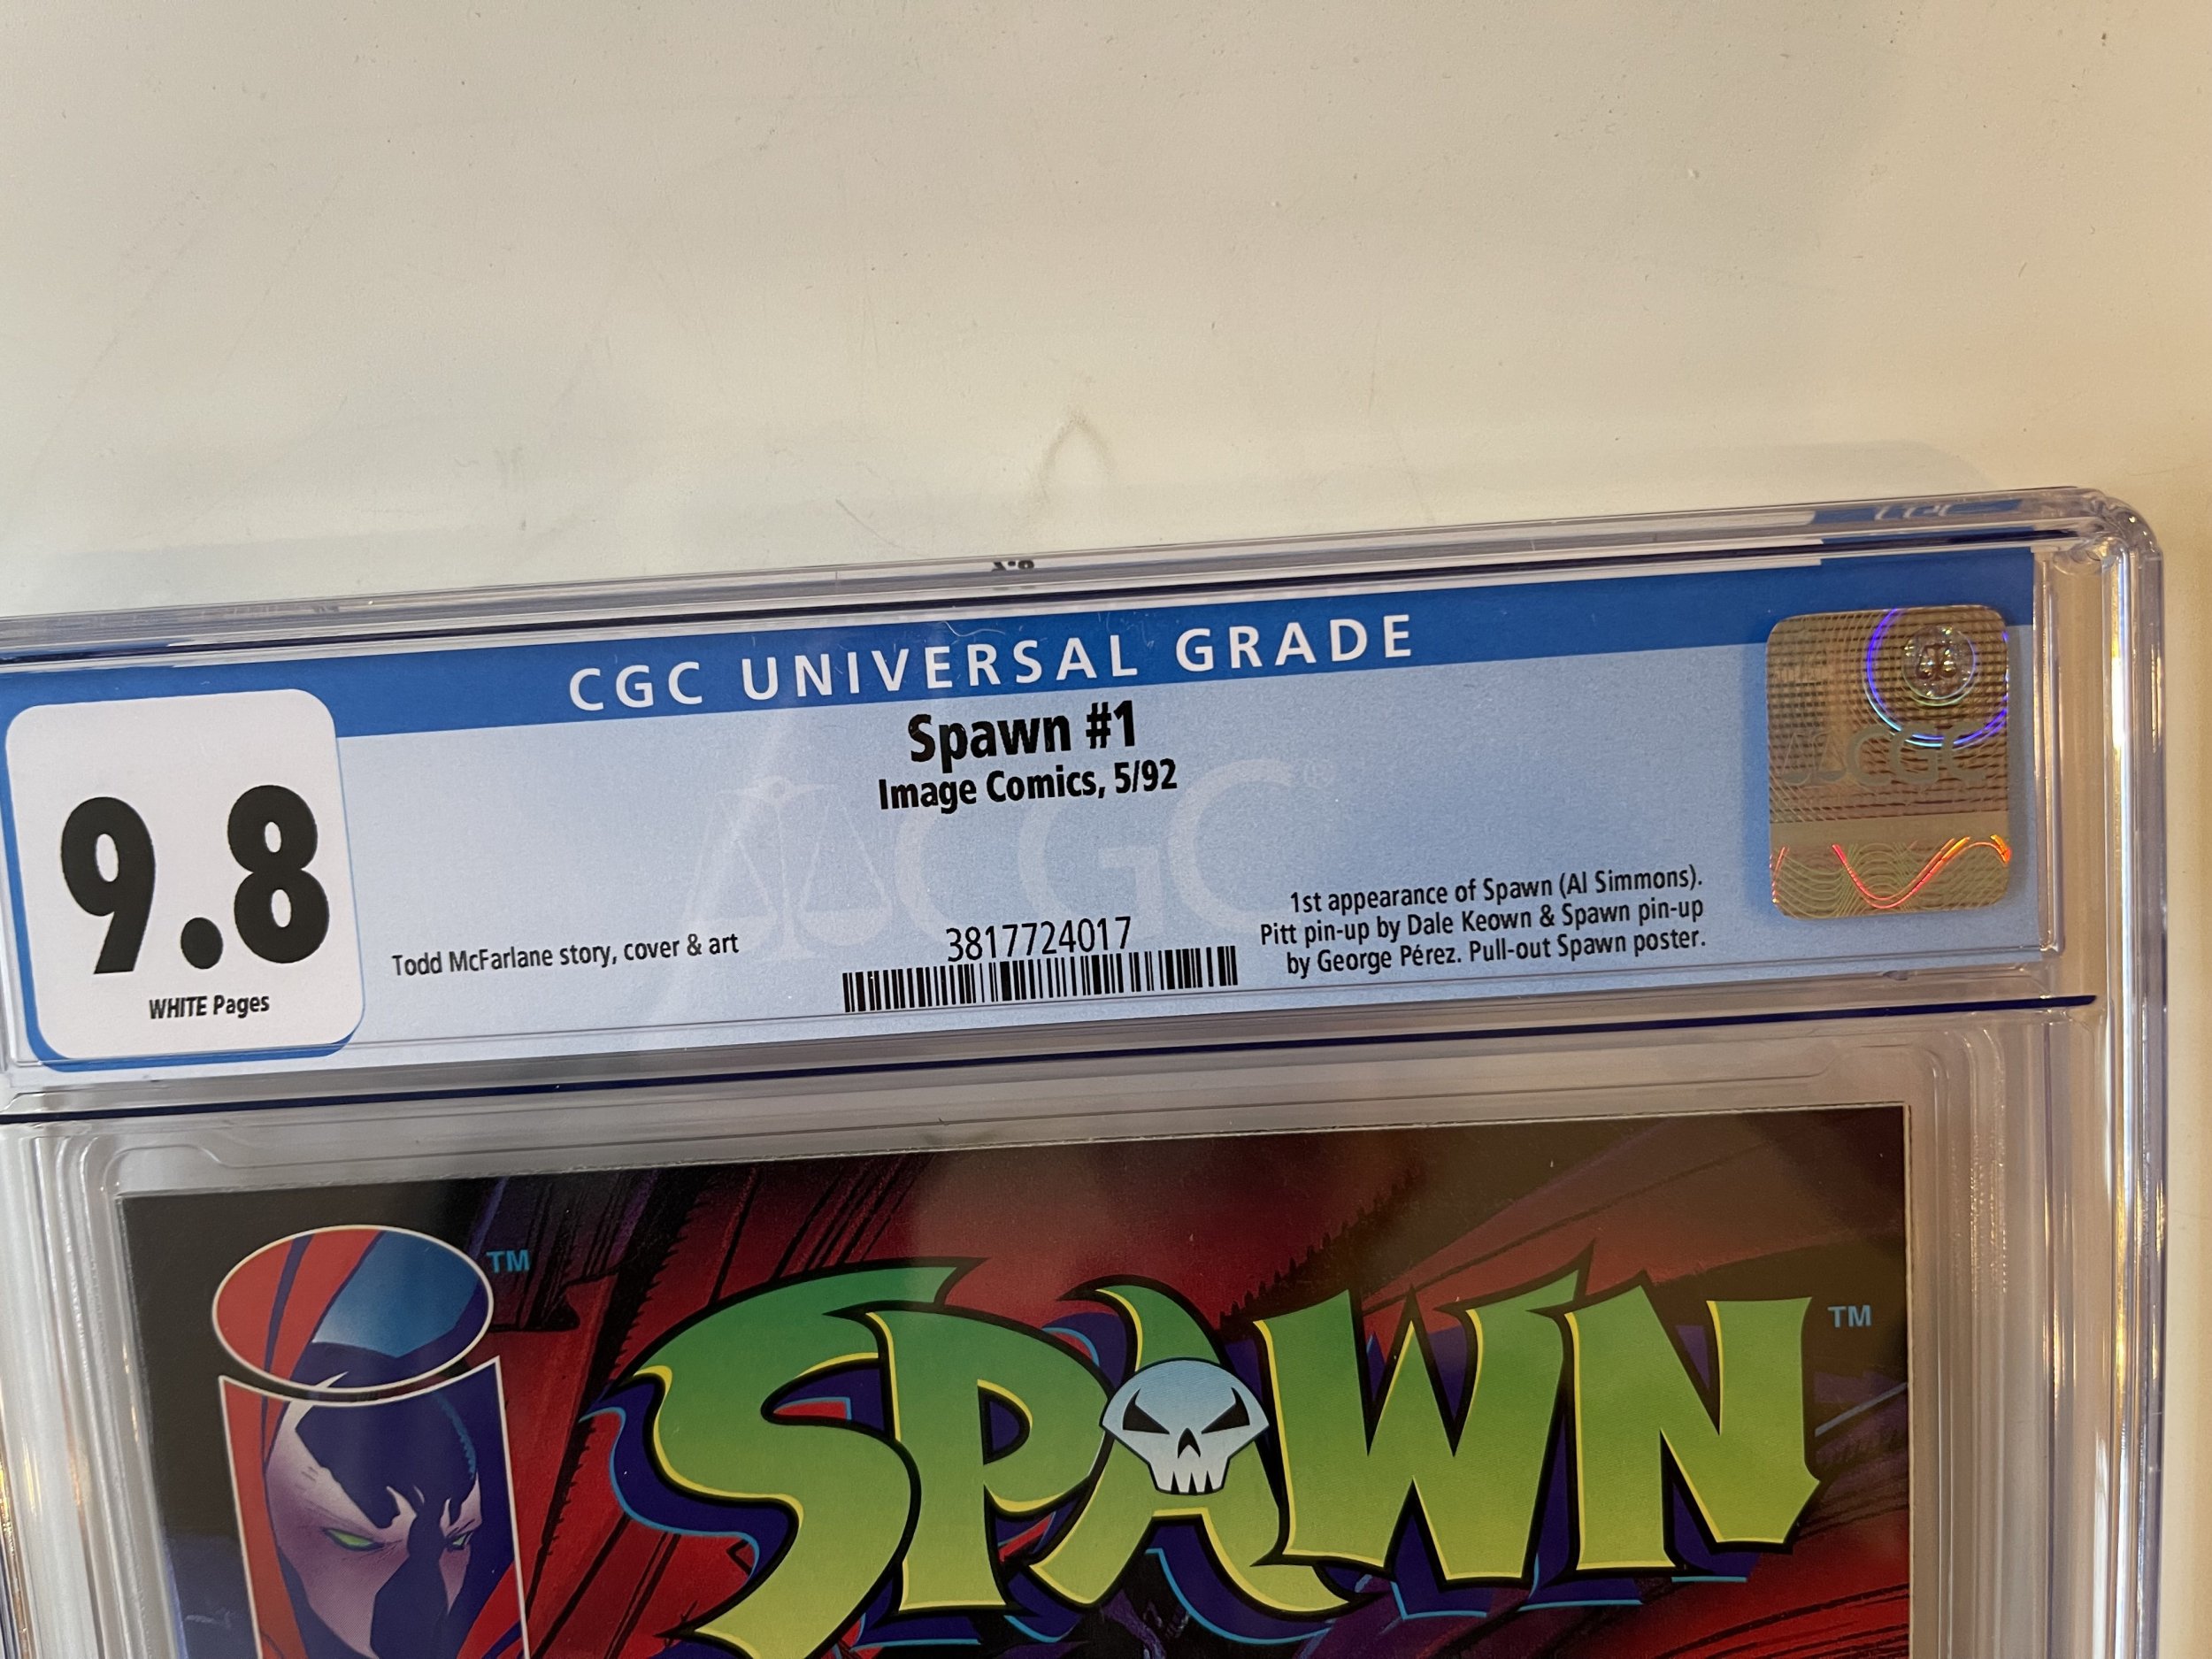 CGC UNIVERSAL GRADE
9.8
WHITE Pages
Spawn #1
Image Comics, 5/92
CGC
Todd McFarlane story, cover & art
3817724017
1st appearance of Spawn (Al Simmons).
Pitt pin-up by Dale Keown & Spawn pin-up
by George Pérez. Pull-out Spawn poster.
CGC
i TM
SPAWN TM